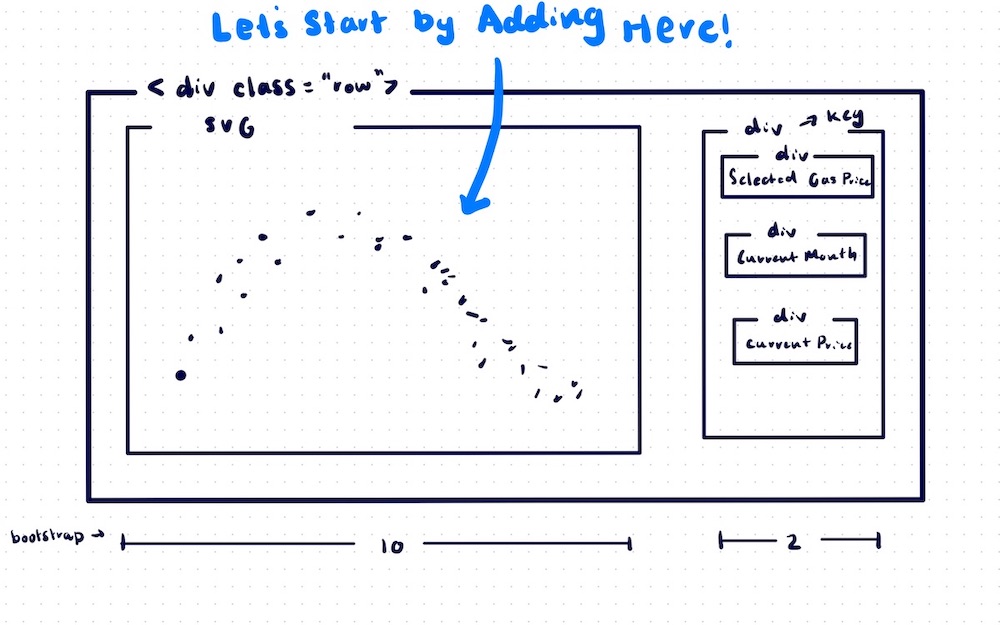 Let's Start by Adding Here!
< div class = "row" >
SVG
div → key
div
Selected Gas Price
div
Current Month
div
Current Price
bootstrap →
10
2